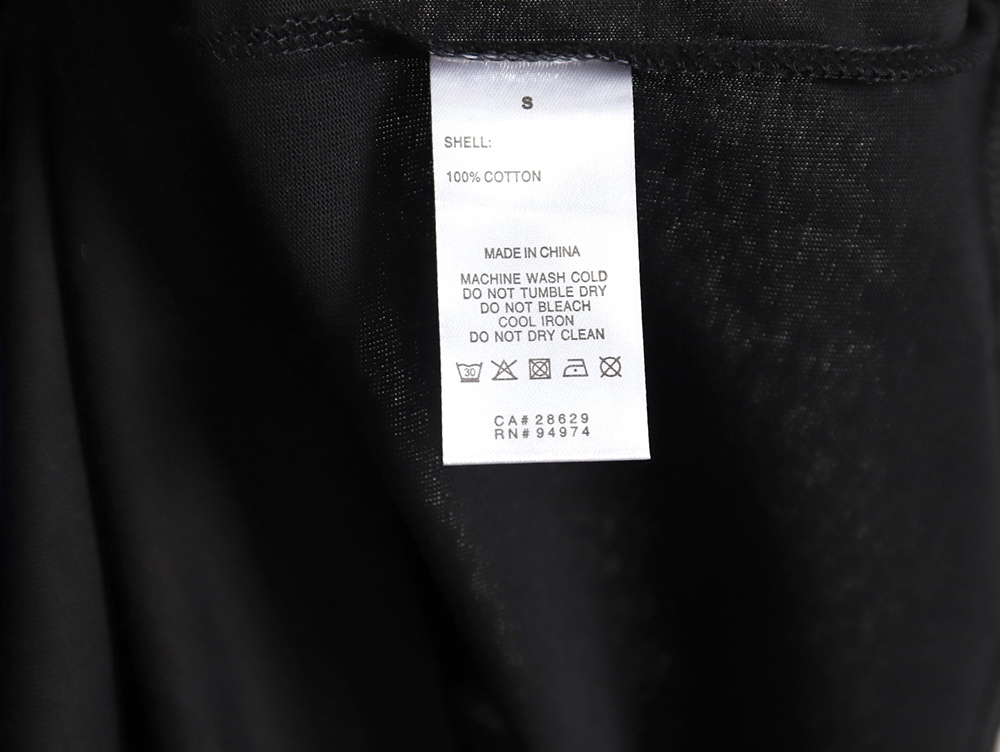 S
SHELL:
100% COTTON
MADE IN CHINA
MACHINE WASH COLD
DO NOT TUMBLE DRY
DO NOT BLEACH
COOL IRON
DO NOT DRY CLEAN
30
CA# 28629
RN# 94974